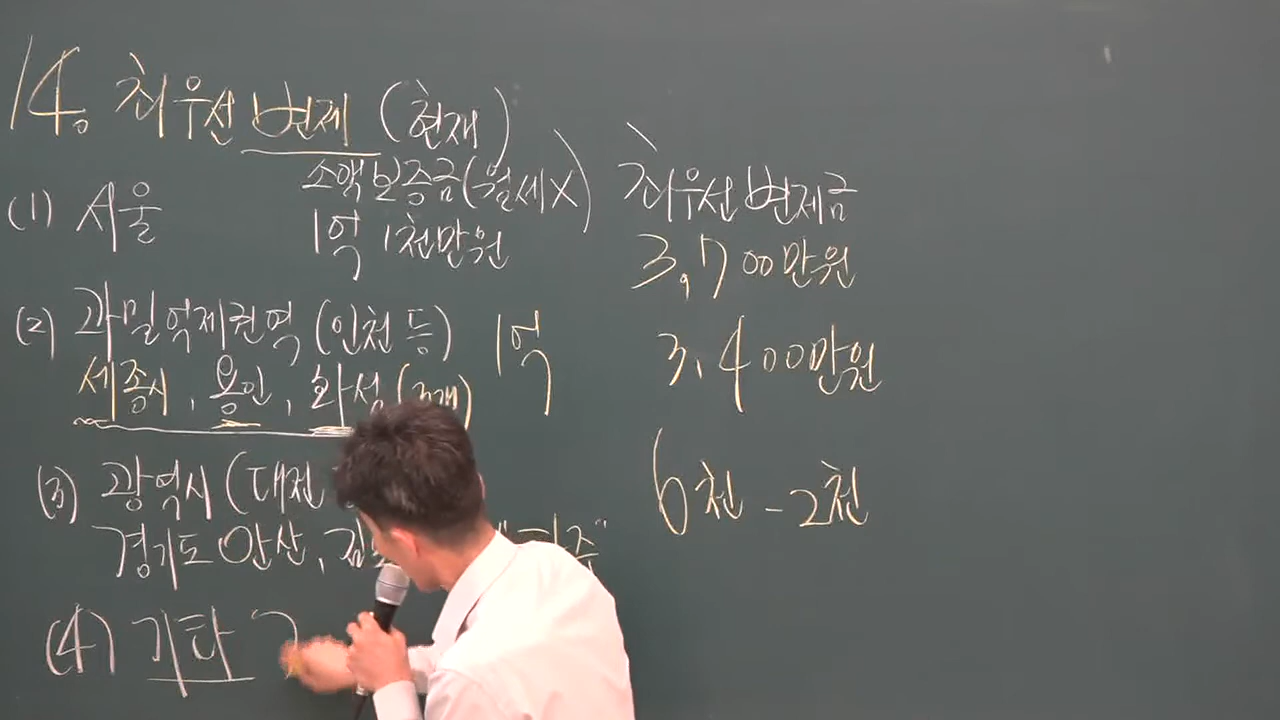 14. 최우선변제 (현재)
소액보증금(월세X) 최우선변제금
(1) 서울 1억 1천만원 3,700만원
(2) 과밀억제권역 (인천 등) 1억 3,400만원
세종시, 용인, 화성 (3개)
(3) 광역시 (대전 6천 - 2천
경기도 안산, "파주"
(4) 기타